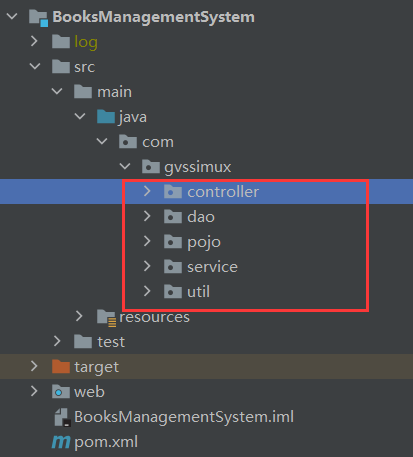 BooksManagementSystem
log
src
main
java
com
gvssimux
controller
dao
pojo
service
util
resources
test
target
web
BooksManagementSystem.iml
pom.xml